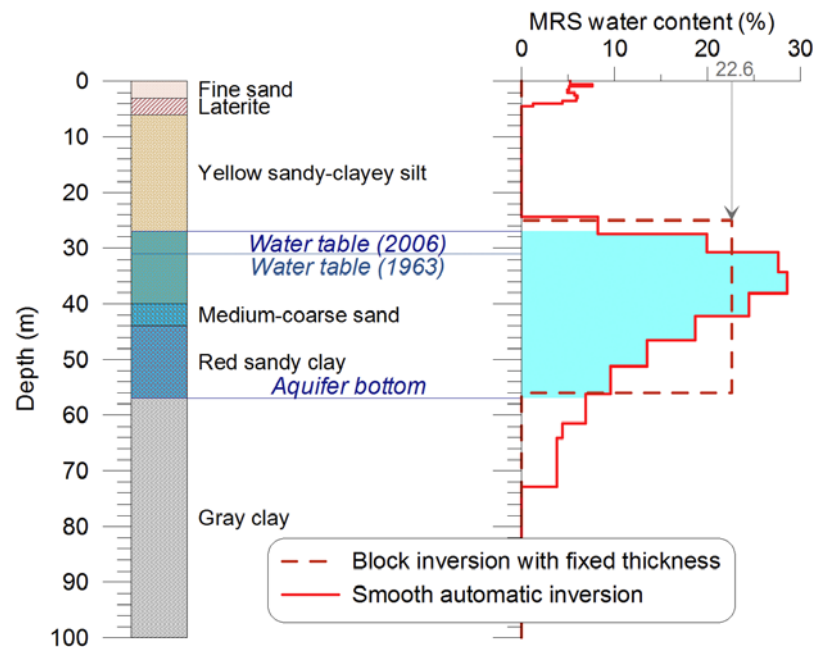 MRS water content (%)
0 10 20 30
22.6
0
10
20
30
40
50
60
70
80
90
100
Depth (m)
Fine sand
Laterite
Yellow sandy-clayey silt
Water table (2006)
Water table (1963)
Medium-coarse sand
Red sandy clay
Aquifer bottom
Gray clay
Block inversion with fixed thickness
Smooth automatic inversion